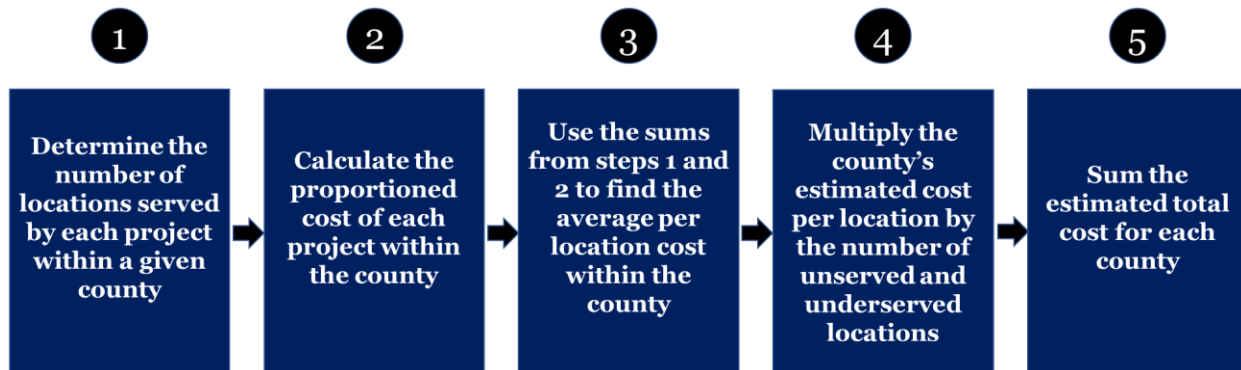 1
2
3
4
5
Determine the
number of
locations served
by each project
within a given
county
Calculate the
proportioned
cost of each
project within
the county
Use the sums
from steps 1 and
2 to find the
average per
location cost
within the
county
Multiply the
county’s
estimated cost
per location by
the number of
unserved and
underserved
locations
Sum the
estimated total
cost for each
county